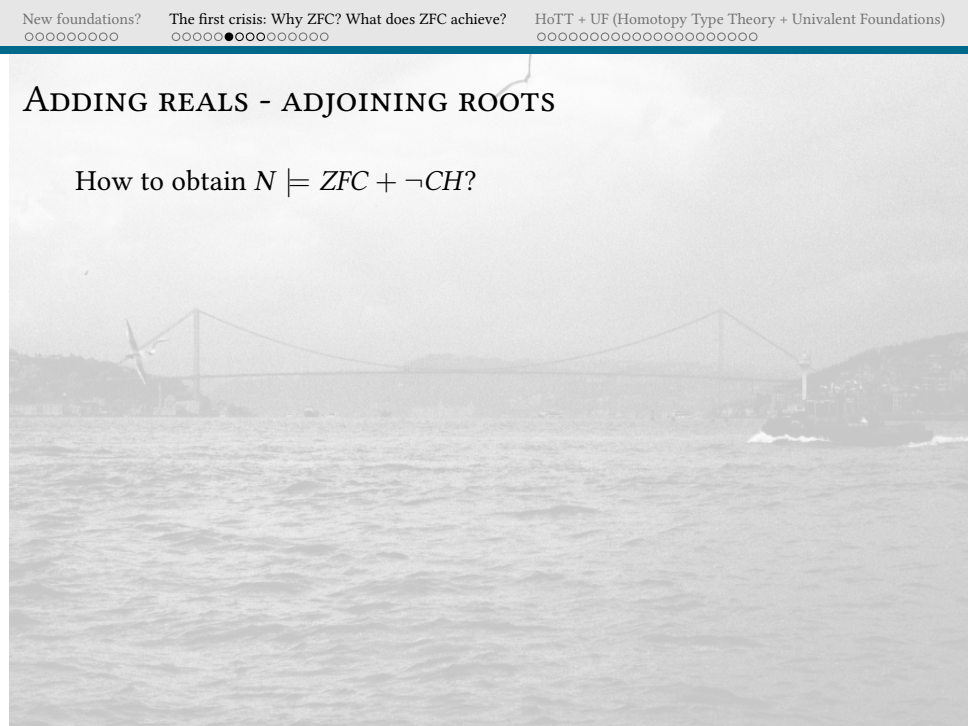 New foundations? The first crisis: Why ZFC? What does ZFC achieve? HoTT + UF (Homotopy Type Theory + Univalent Foundations)
Adding reals - adjoining roots
How to obtain N ⊨ ZFC + ¬CH?